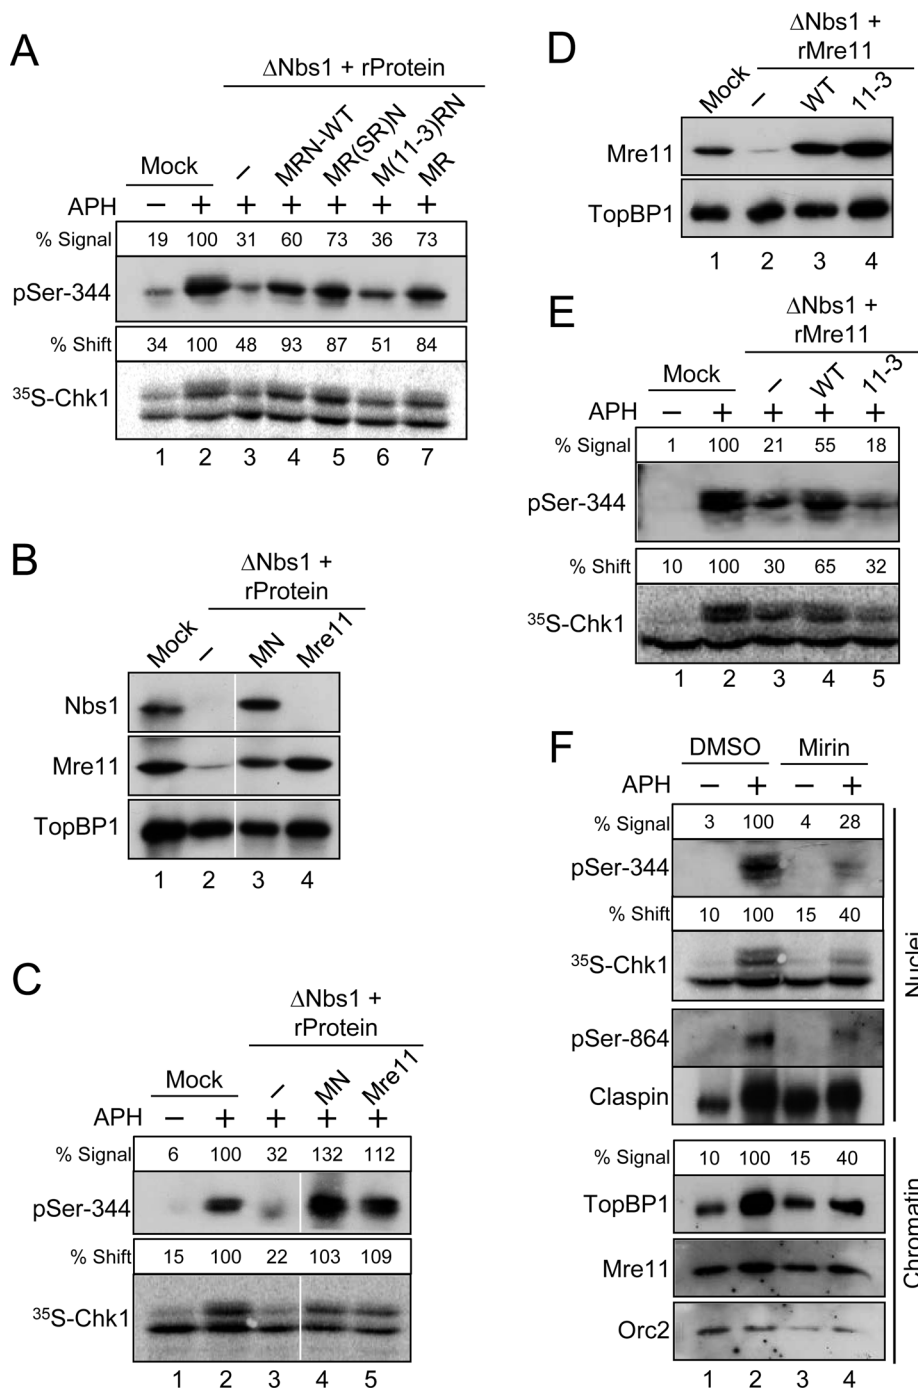 A
ΔNbs1 + rProtein
Mock
–
MRN-WT
MR(SR)N
M(11-3)RN
MR
APH – + + + + + +
% Signal 19 100 31 60 73 36 73
pSer-344
% Shift 34 100 48 93 87 51 84
35S-Chk1
1 2 3 4 5 6 7
B
ΔNbs1 +
rProtein
Mock – MN Mre11
Nbs1
Mre11
TopBP1
1 2 3 4
C
ΔNbs1 +
rProtein
Mock – MN Mre11
APH – + + + +
% Signal 6 100 32 132 112
pSer-344
% Shift 15 100 22 103 109
35S-Chk1
1 2 3 4 5
D
ΔNbs1 +
rMre11
Mock – WT 11-3
Mre11
TopBP1
1 2 3 4
E
ΔNbs1 +
rMre11
Mock – WT 11-3
APH – + + + +
% Signal 1 100 21 55 18
pSer-344
% Shift 10 100 30 65 32
35S-Chk1
1 2 3 4 5
F
DMSO Mirin
APH – + – +
% Signal 3 100 4 28
pSer-344
% Shift 10 100 15 40
35S-Chk1
pSer-864
Claspin
Nuclei
% Signal 10 100 15 40
TopBP1
Mre11
Orc2
Chromatin
1 2 3 4